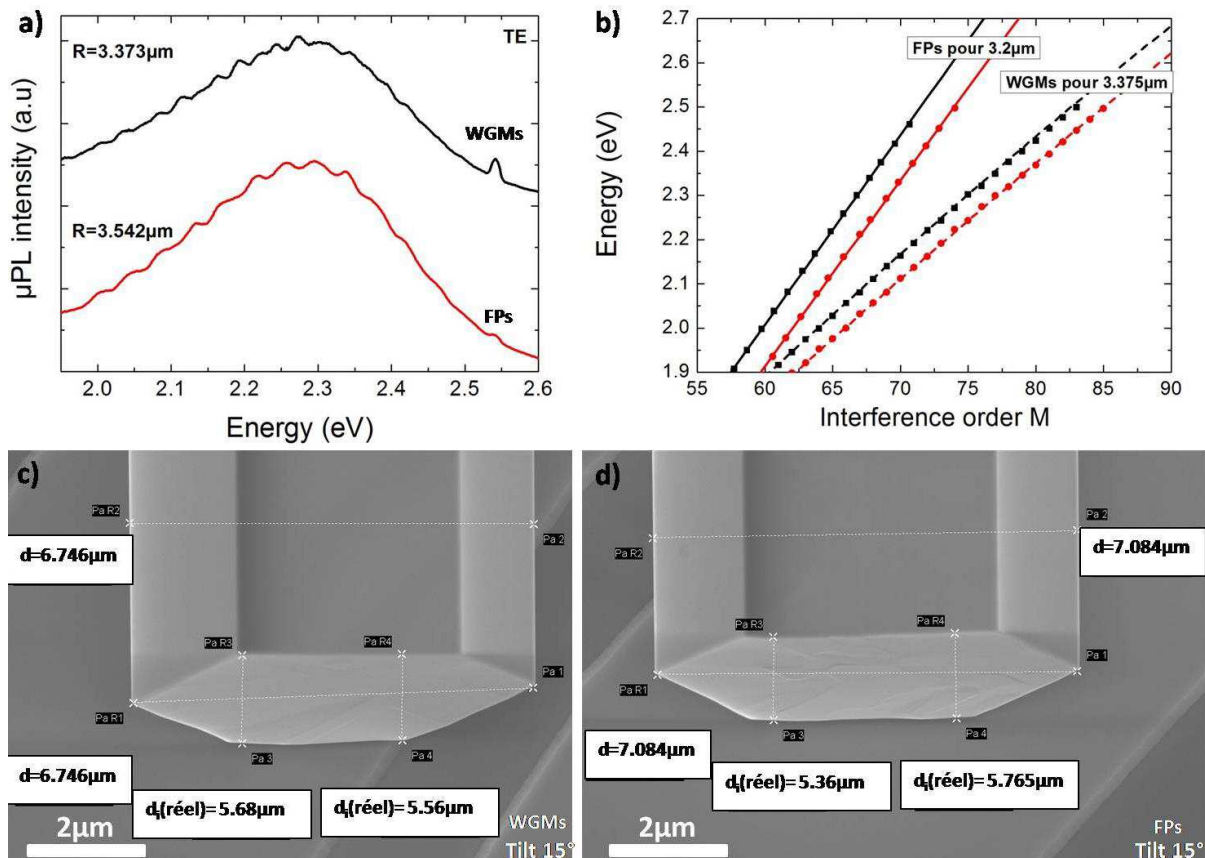 a)
TE
R=3.373µm
WGMs
R=3.542µm
FPs
µPL intensity (a.u)
2.0 2.1 2.2 2.3 2.4 2.5 2.6
Energy (eV)
b)
FPs pour 3.2µm
WGMs pour 3.375µm
Energy (eV)
2.7
2.6
2.5
2.4
2.3
2.2
2.1
2.0
1.9
55 60 65 70 75 80 85 90
Interference order M
c)
Pa R2
Pa 2
d=6.746µm
Pa R3
Pa R4
Pa 1
Pa R1
Pa 3
Pa 4
d=6.746µm
di(réel)=5.68µm
di(réel)=5.56µm
2µm
WGMs
Tilt 15°
d)
Pa 2
Pa R2
d=7.084µm
Pa R3
Pa R4
Pa 1
Pa R1
Pa 3
Pa 4
d=7.084µm
di(réel)=5.36µm
di(réel)=5.765µm
2µm
FPs
Tilt 15°